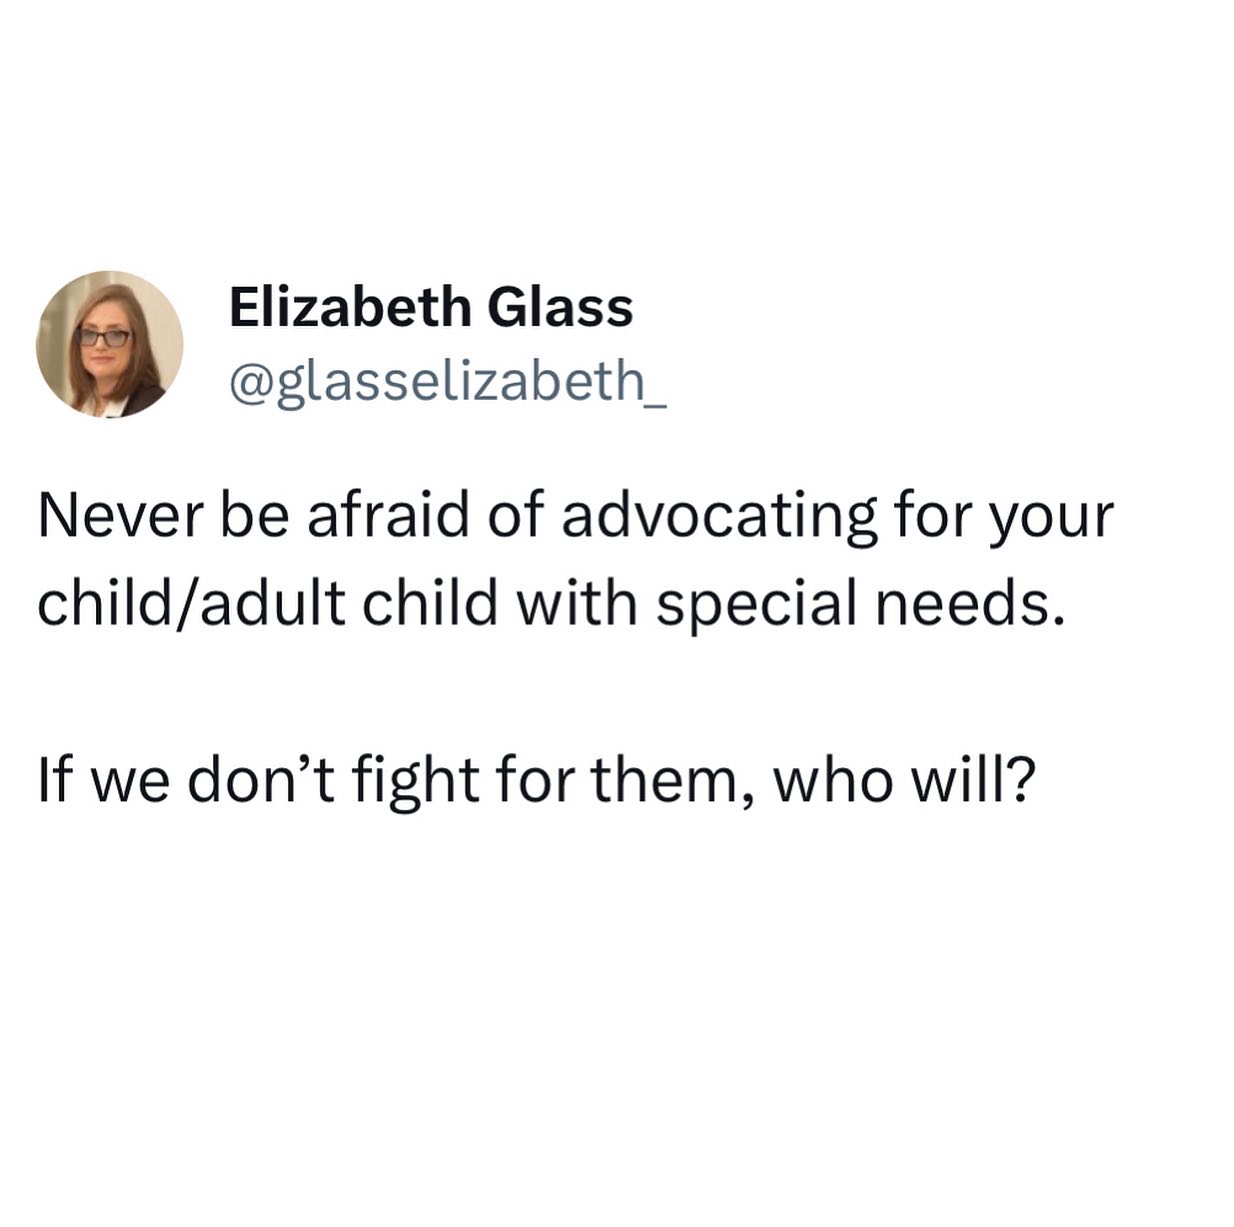 Elizabeth Glass
@glasselizabeth_
Never be afraid of advocating for your
child/adult child with special needs.
If we don’t fight for them, who will?